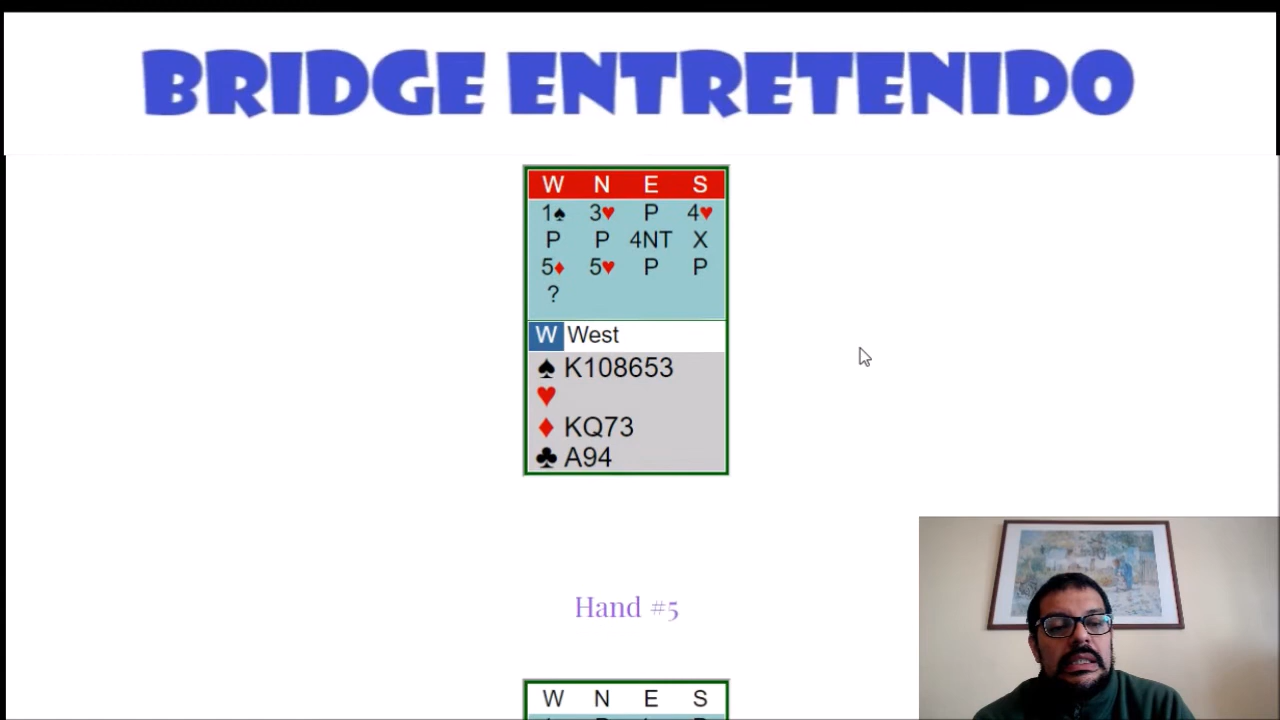 BRIDGE ENTRETENIDO
W N E S
1♠ 3♥ P 4♥
P P 4NT X
5♦ 5♥ P P
?
W West
♠ K108653
♥
♦ KQ73
♣ A94
Hand #5
W N E S